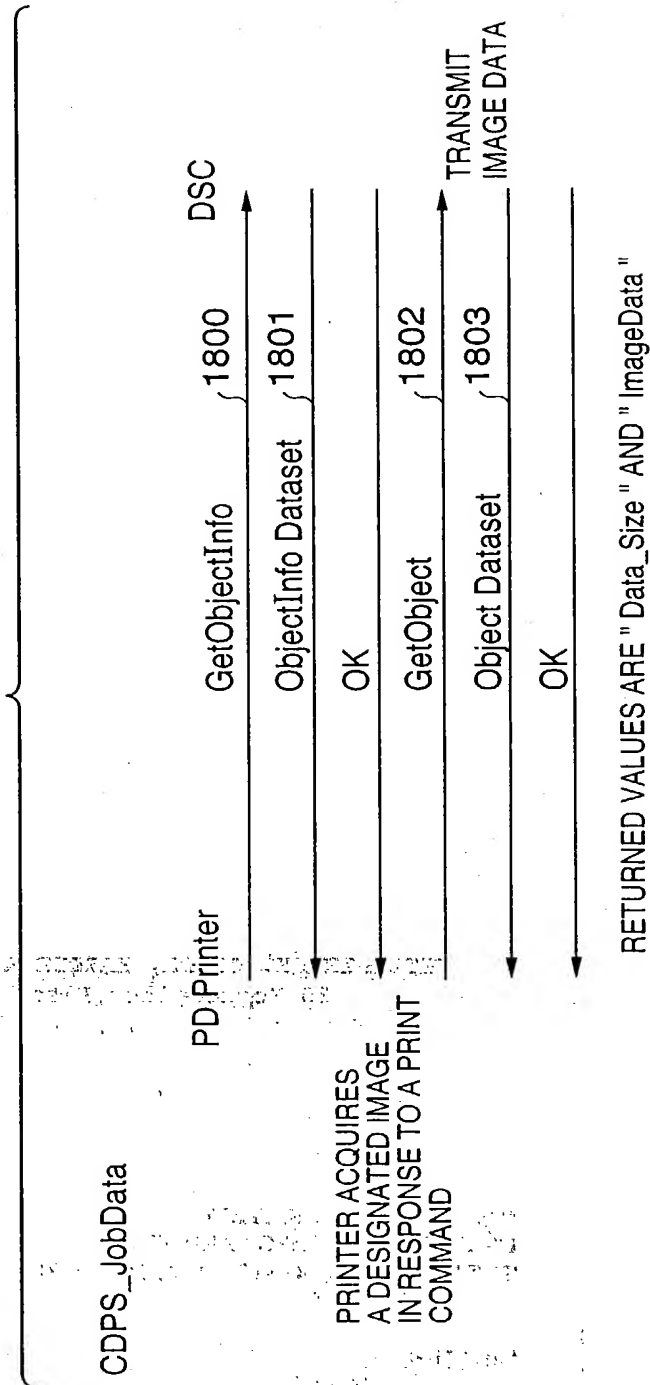 CDPS_JobData
PD Printer
DSC
GetObjectInfo
1800
ObjectInfo Dataset
1801
OK
PRINTER ACQUIRES
A DESIGNATED IMAGE
IN RESPONSE TO A PRINT
COMMAND
GetObject
1802
TRANSMIT
IMAGE DATA
Object Dataset
1803
OK
RETURNED VALUES ARE " Data_Size " AND " ImageData "